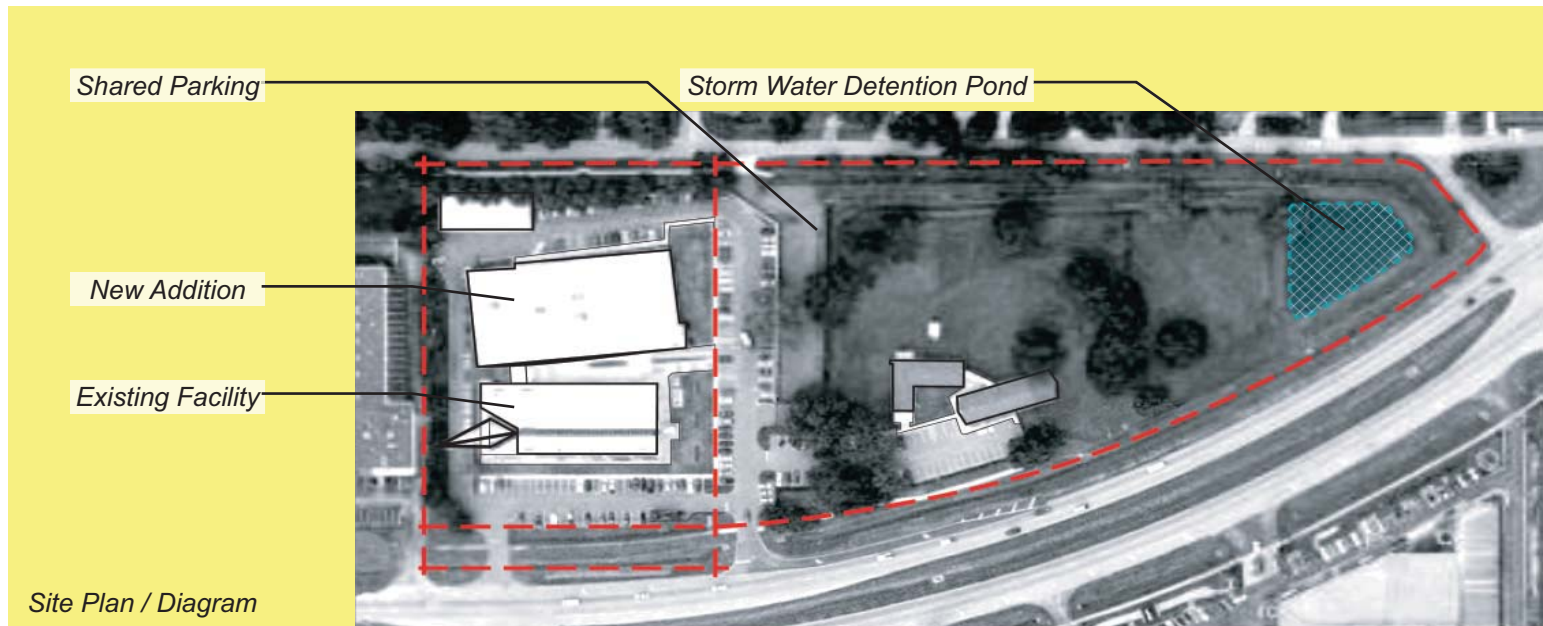 Shared Parking
Storm Water Detention Pond
New Addition
Existing Facility
Site Plan / Diagram